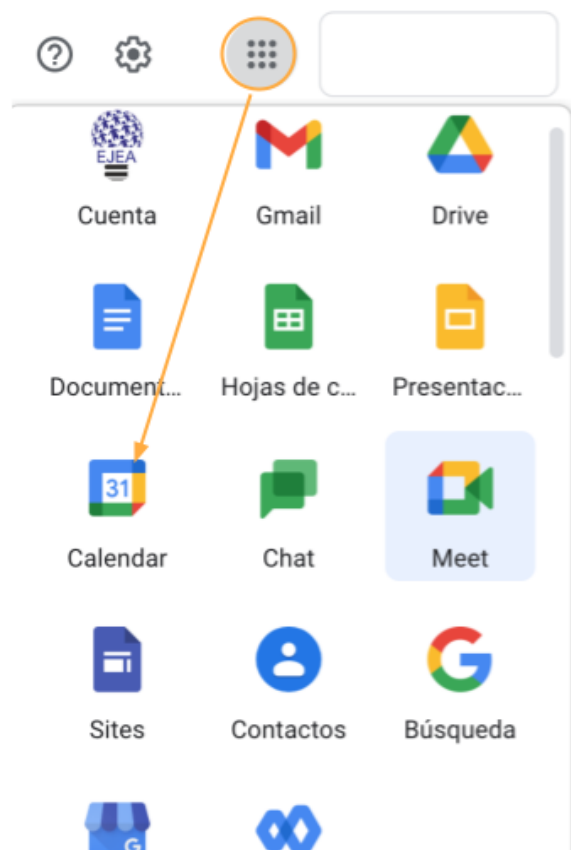 EJEA
Cuenta
Gmail
Drive
Document...
Hojas de c...
Presentac...
31
Calendar
Chat
Meet
Sites
Contactos
Búsqueda
G